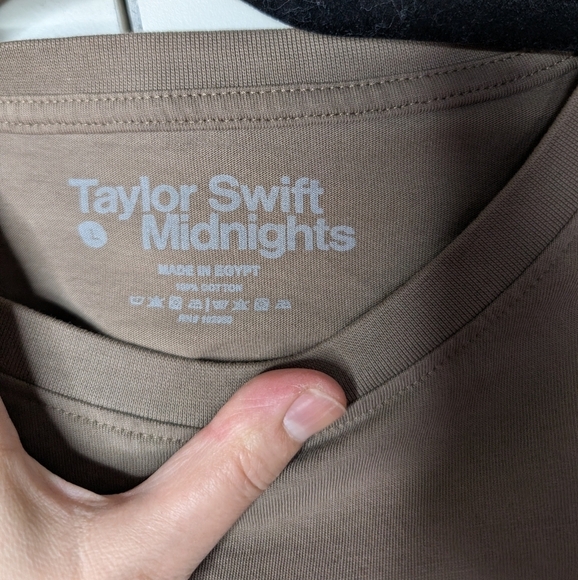 Taylor Swift
L Midnights
MADE IN EGYPT
100% COTTON